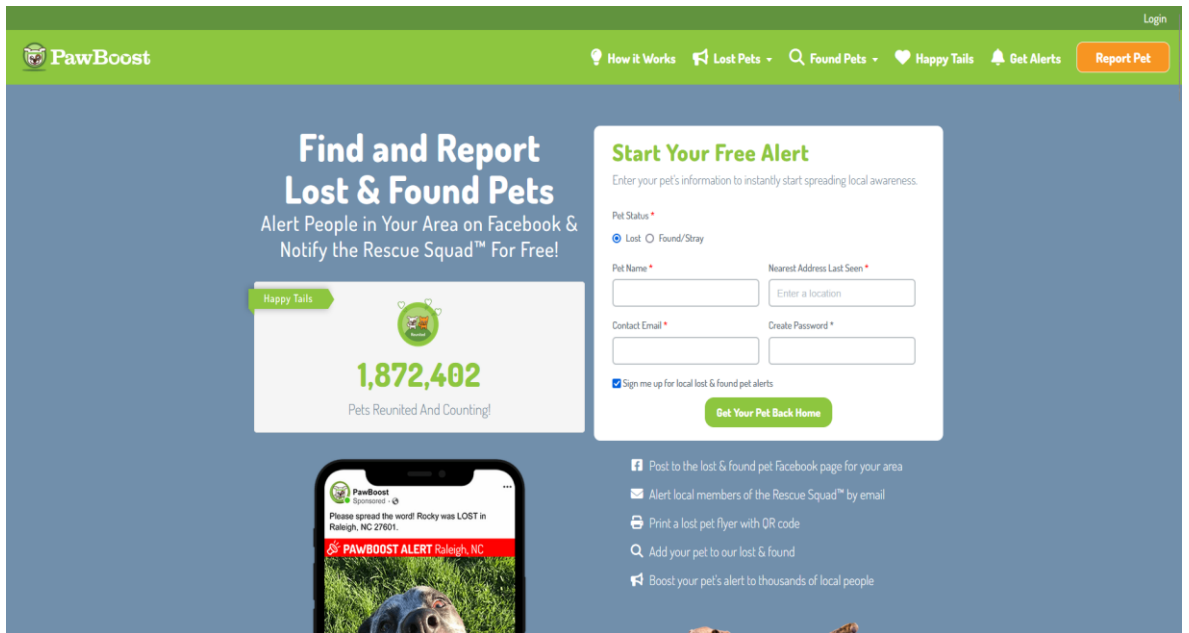 Login
PawBoost
How it Works
Lost Pets
Found Pets
Happy Tails
Get Alerts
Report Pet
Find and Report
Lost & Found Pets
Alert People in Your Area on Facebook &
Notify the Rescue Squad™ For Free!
Happy Tails
Reunited
1,872,402
Pets Reunited And Counting!
PawBoost
Sponsored ·
Please spread the word! Rocky was LOST in
Raleigh, NC 27601.
PAWBOOST ALERT Raleigh, NC
Start Your Free Alert
Enter your pet's information to instantly start spreading local awareness.
Pet Status *
Lost
Found/Stray
Pet Name *
Nearest Address Last Seen *
Enter a location
Contact Email *
Create Password *
Sign me up for local lost & found pet alerts
Get Your Pet Back Home
Post to the lost & found pet Facebook page for your area
Alert local members of the Rescue Squad™ by email
Print a lost pet flyer with QR code
Add your pet to our lost & found
Boost your pet's alert to thousands of local people